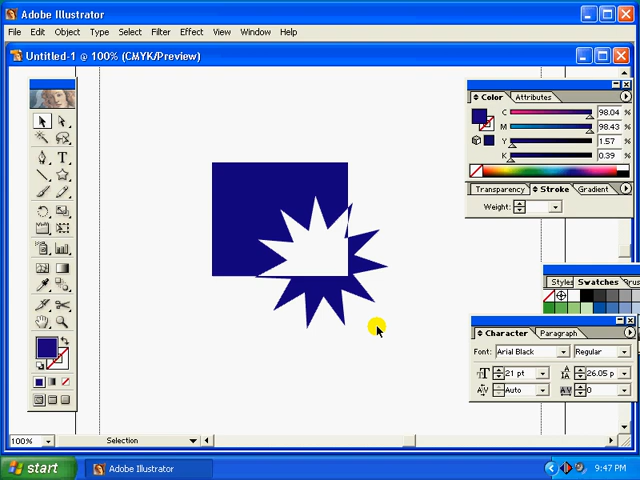 Adobe Illustrator
File Edit Object Type Select Filter Effect View Window Help
Untitled-1 @ 100% (CMYK/Preview)
Color Attributes
C 98.04 %
M 98.43 %
Y 1.57 %
K 0.39 %
Transparency Stroke Gradient
Weight:
Styles Swatches Brus
Character Paragraph
Font: Arial Black Regular
21 pt 26.05 p
Auto 0
100% Selection
start Adobe Illustrator 9:47 PM